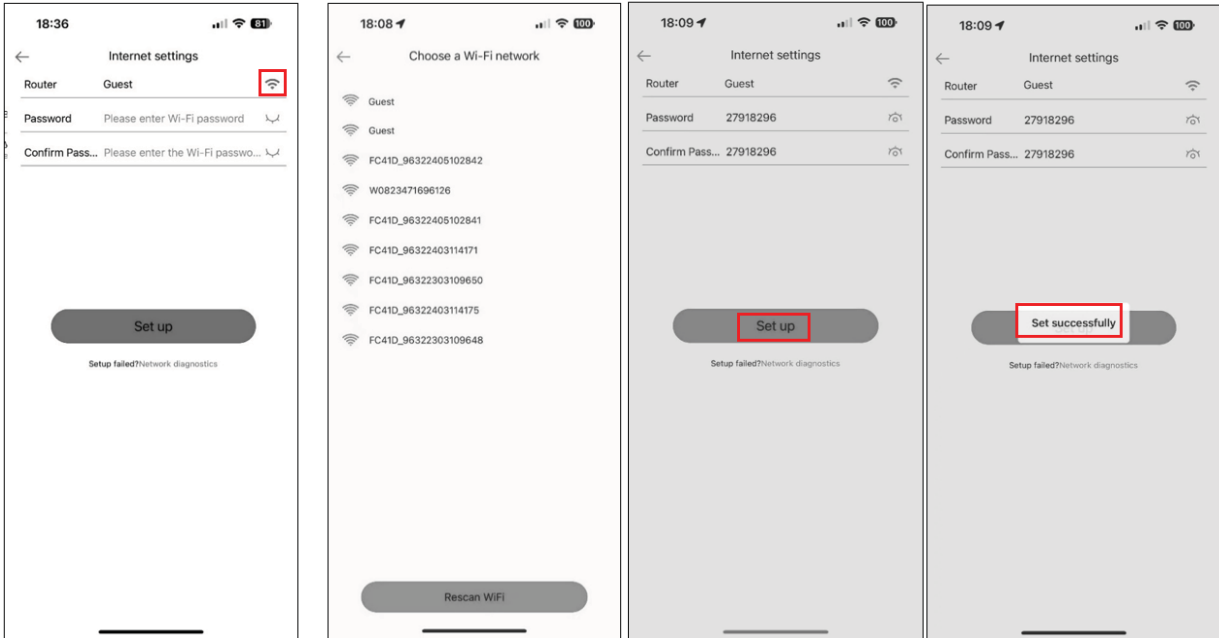 18:36
81
Internet settings
Router Guest
Password Please enter Wi-Fi password
Confirm Pass... Please enter the Wi-Fi passwo...
Set up
Setup failed?Network diagnostics
18:08
100
Choose a Wi-Fi network
Guest
Guest
FC41D_96322405102842
W0823471696126
FC41D_96322405102841
FC41D_96322403114171
FC41D_96322303109650
FC41D_96322403114175
FC41D_96322303109648
Rescan WiFi
18:09
100
Internet settings
Router Guest
Password 27918296
Confirm Pass... 27918296
Set up
Setup failed?Network diagnostics
18:09
100
Internet settings
Router Guest
Password 27918296
Confirm Pass... 27918296
Set successfully
Setup failed?Network diagnostics